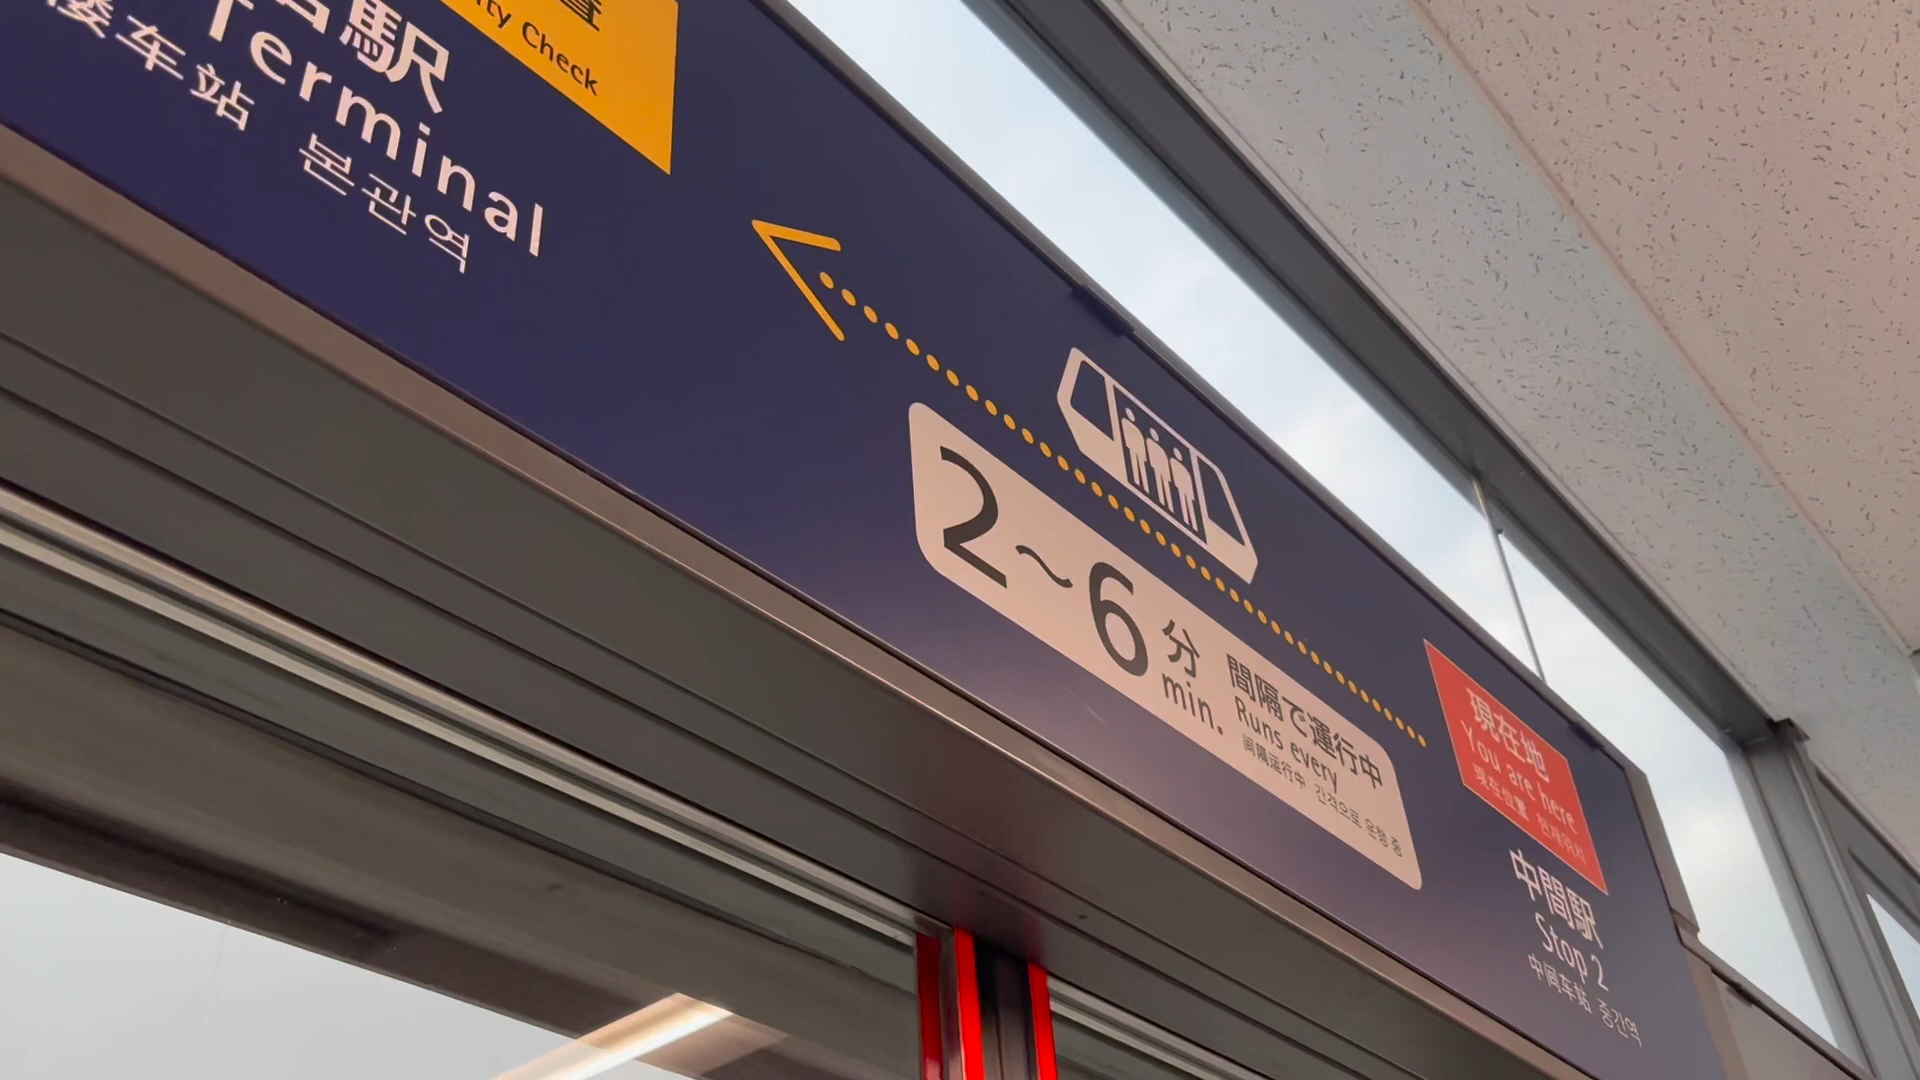 駅
Terminal
楼车站 본관역
Check
2~6分
min.
間隔で運行中
Runs every
间隔运行中 간격으로 운행 중
現在地
You are here
现在位置 현재위치
中間駅
Stop 2
中间车站 중간역